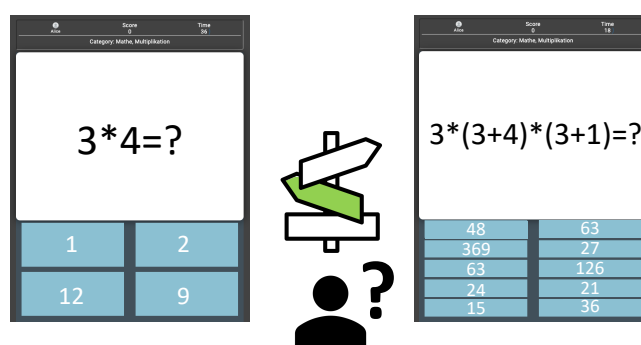 Alice
Score
0
Time
36
Category: Mathe, Multiplikation
3*4=?
1
2
12
9
?
Alice
Score
0
Time
18
Category: Mathe, Multiplikation
3*(3+4)*(3+1)=?
48
63
369
27
63
126
24
21
15
36